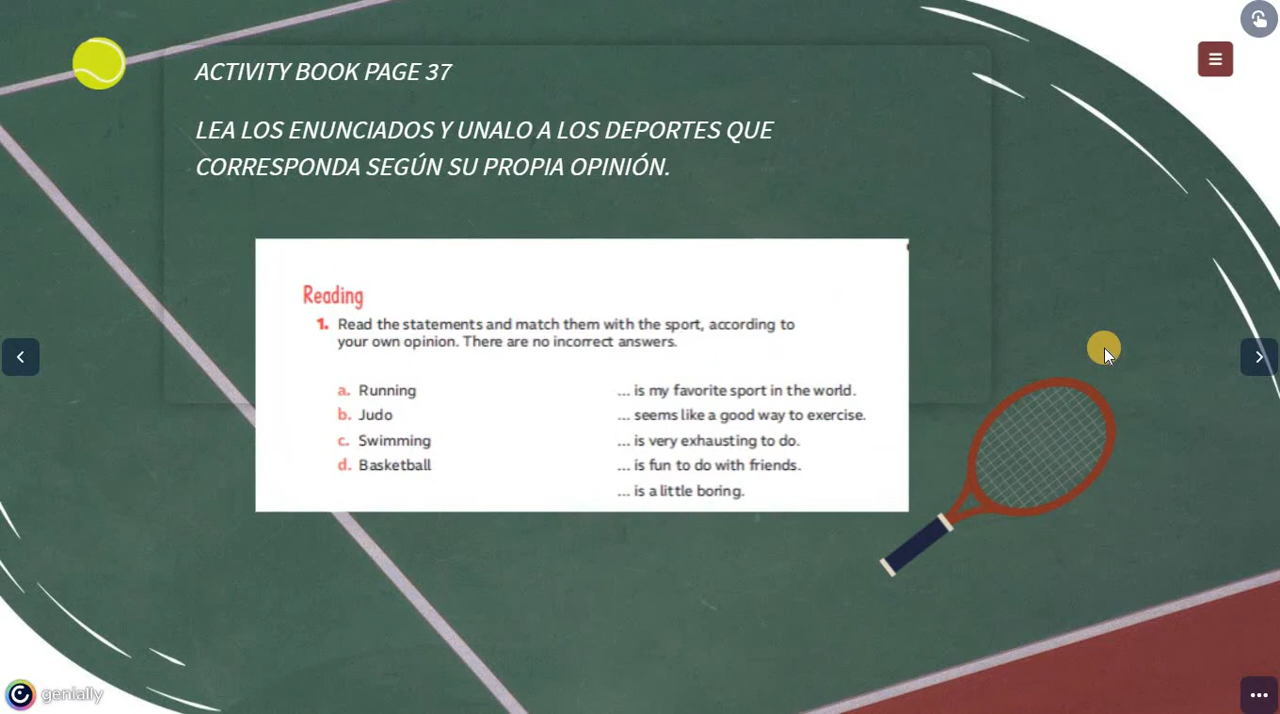 ACTIVITY BOOK PAGE 37
LEA LOS ENUNCIADOS Y UNALO A LOS DEPORTES QUE
CORRESPONDA SEGÚN SU PROPIA OPINIÓN.
Reading
1. Read the statements and match them with the sport, according to
your own opinion. There are no incorrect answers.
a. Running
b. Judo
c. Swimming
d. Basketball
... is my favorite sport in the world.
... seems like a good way to exercise.
... is very exhausting to do.
... is fun to do with friends.
... is a little boring.
genially